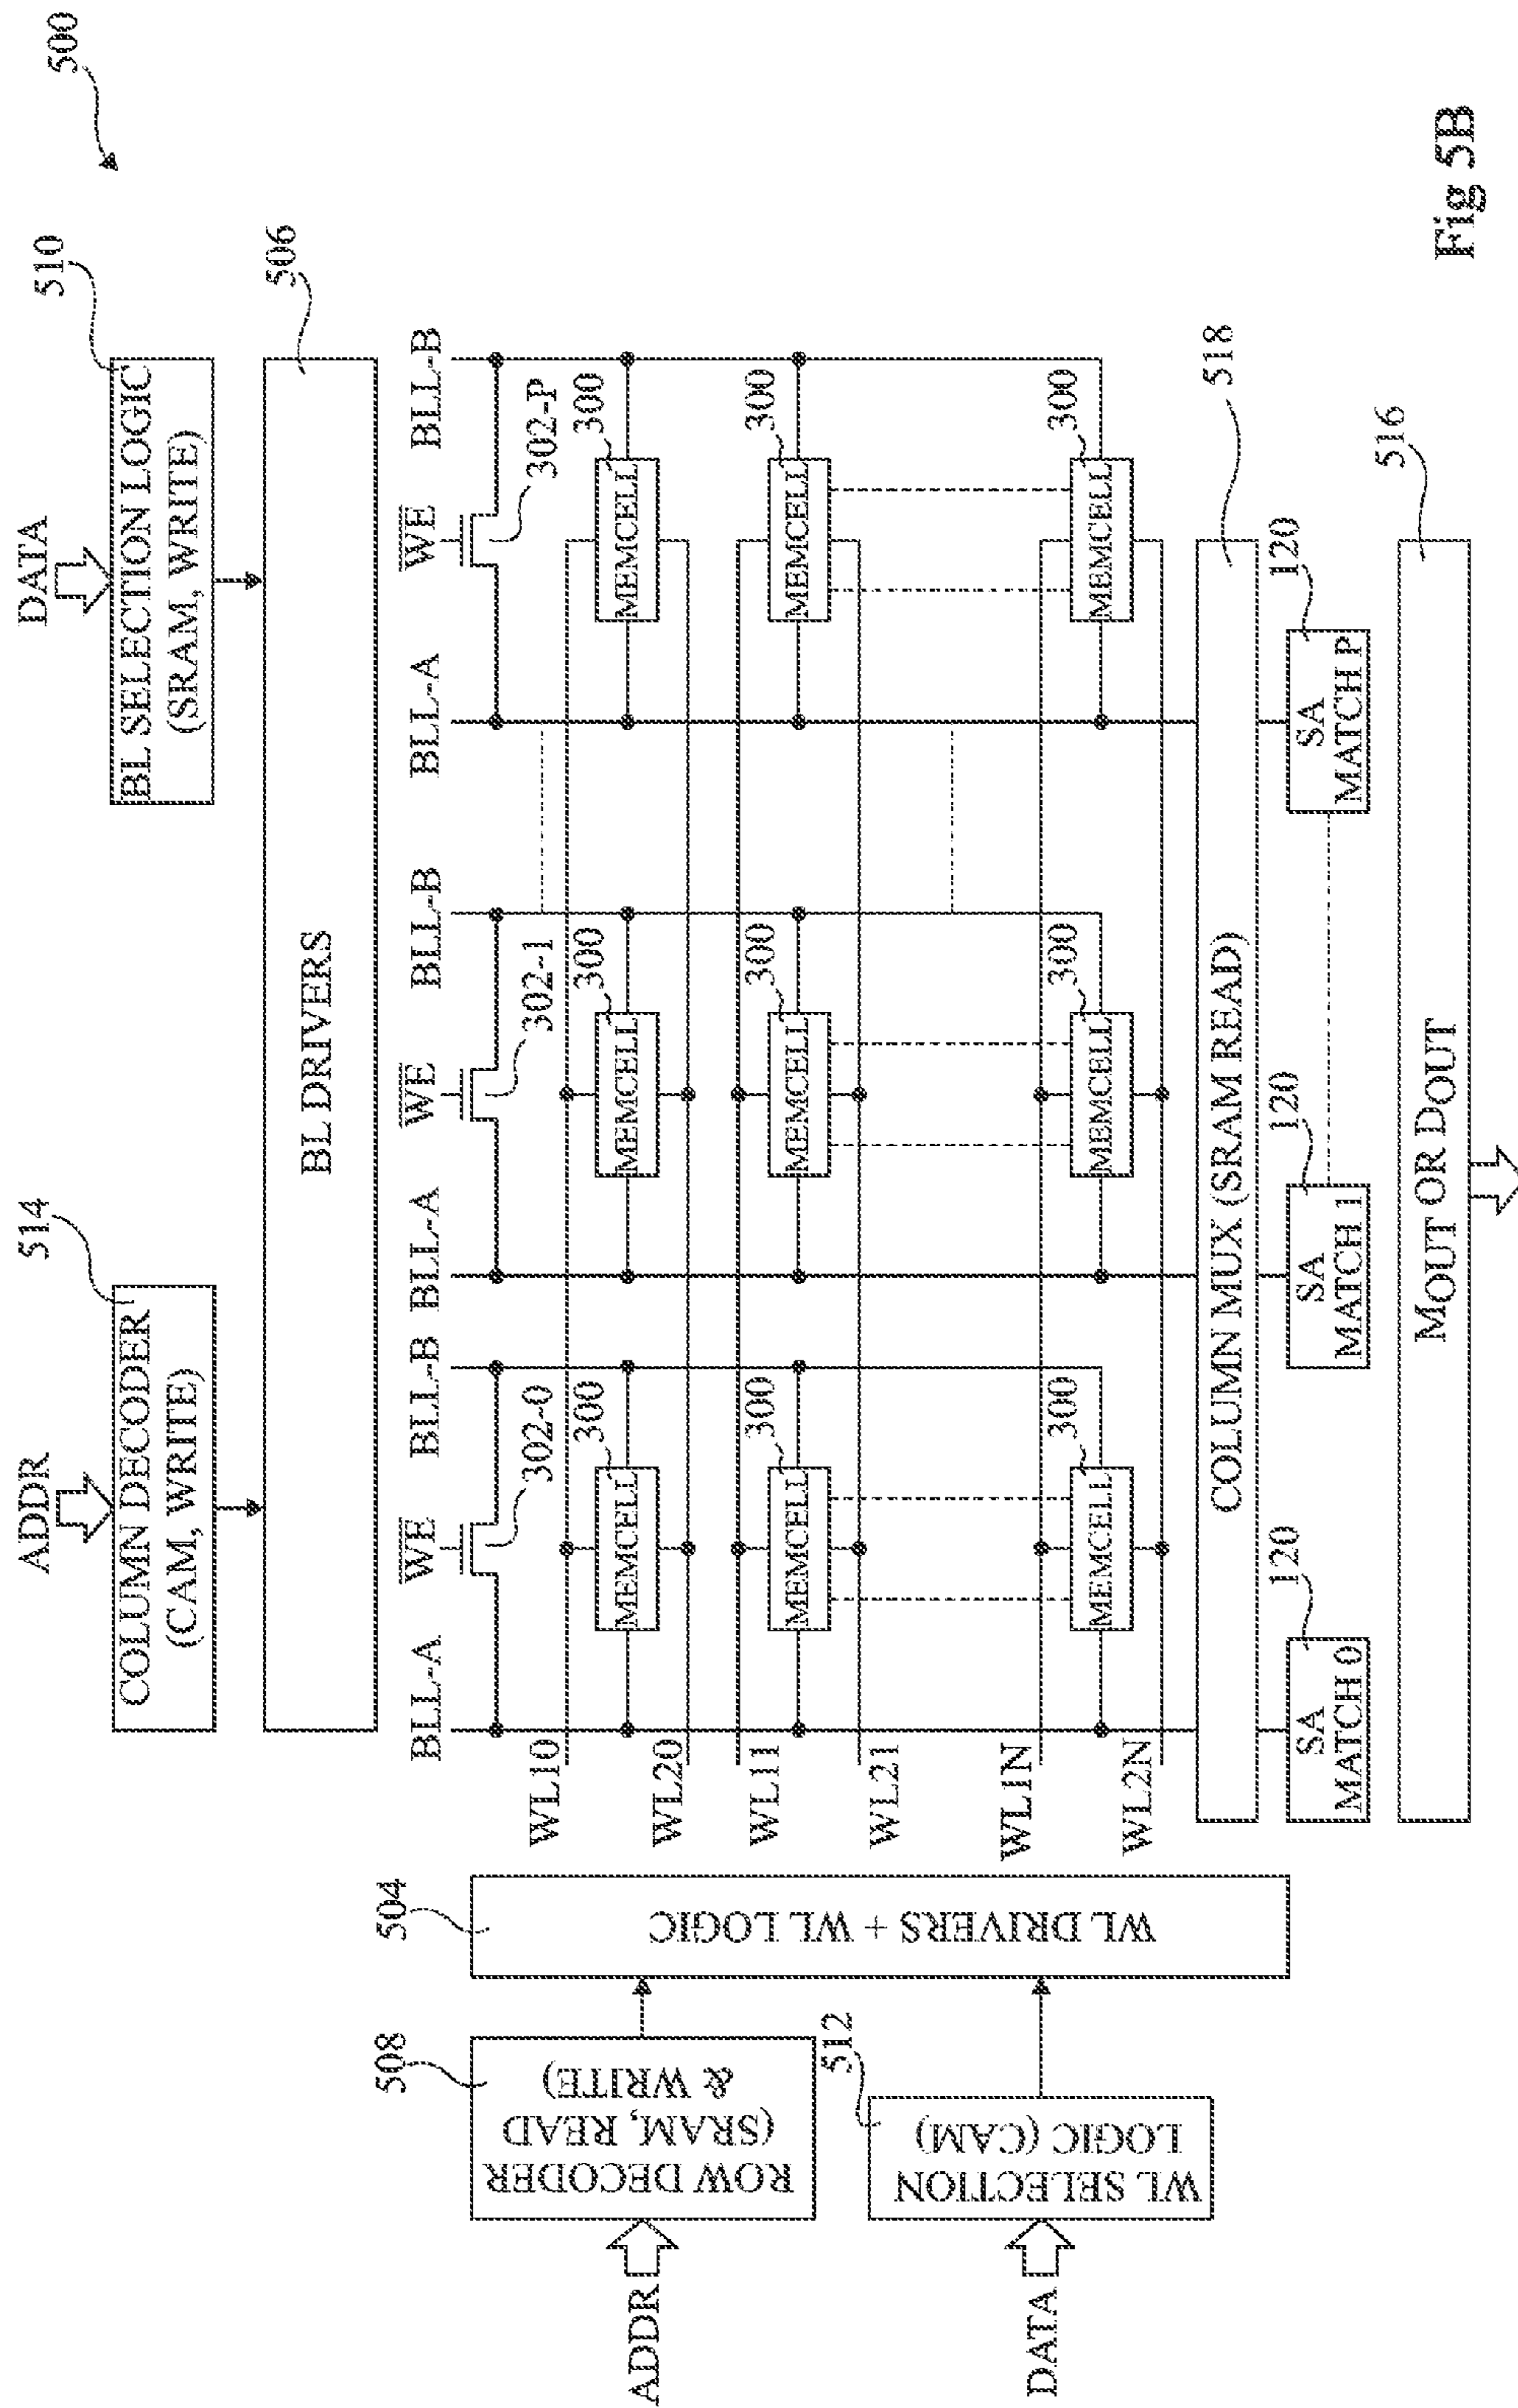 500
DATA
510
BL SELECTION LOGIC
(SRAM, WRITE)
ADDR
514
COLUMN DECODER
(CAM, WRITE)
506
BL DRIVERS
BLL-A
WE
BLL-B
BLL-A
WE
BLL-B
BLL-A
WE
BLL-B
302-0
302-1
302-P
WL10
300
MEMCELL
300
MEMCELL
300
MEMCELL
WL20
WL11
300
MEMCELL
300
MEMCELL
300
MEMCELL
WL21
WL1N
300
MEMCELL
300
MEMCELL
300
MEMCELL
WL2N
504
WL DRIVERS + WL LOGIC
508
ROW DECODER
(SRAM, READ
& WRITE)
ADDR
512
WL SELECTION
LOGIC (CAM)
DATA
518
COLUMN MUX (SRAM READ)
120
SA
MATCH 0
120
SA
MATCH 1
120
SA
MATCH P
516
MOUT OR DOUT
Fig 5B